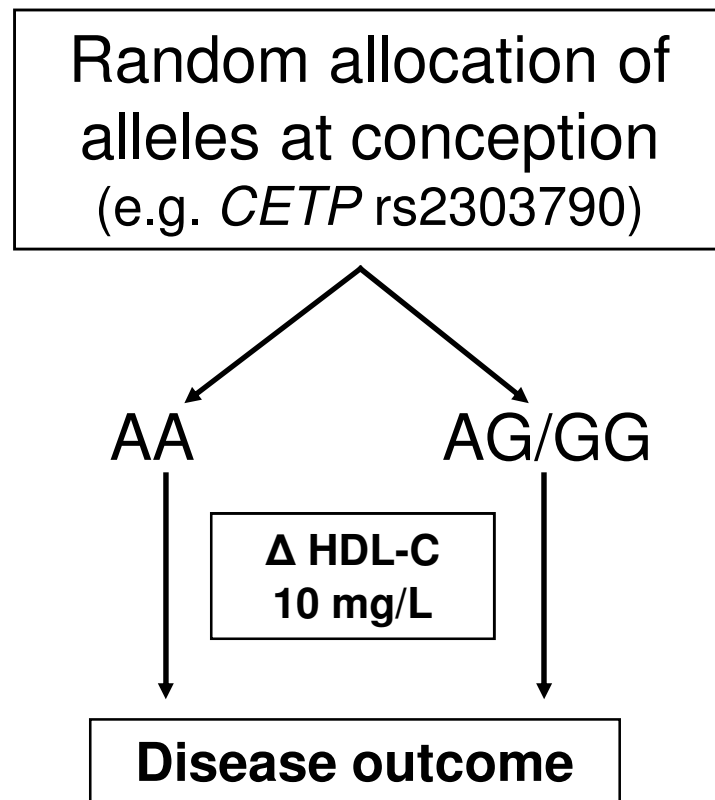 Random allocation of
alleles at conception
(e.g. CETP rs2303790)
AA AG/GG
Δ HDL-C
10 mg/L
Disease outcome